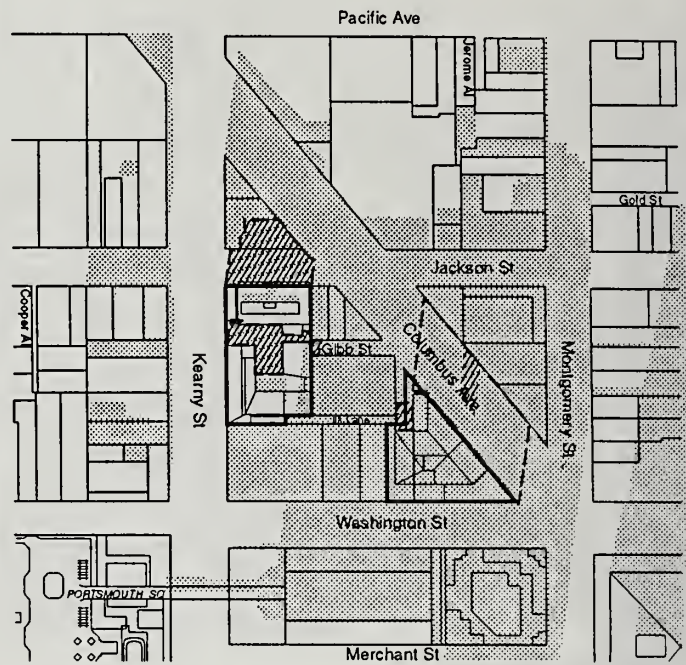 Pacific Ave
Jerome Al
Gold St
Jackson St
Cooper Al
Kearny St
Gibb St
Columbus Ave
Montgomery St.
Washington St
PORTSMOUTH SQ
Merchant St